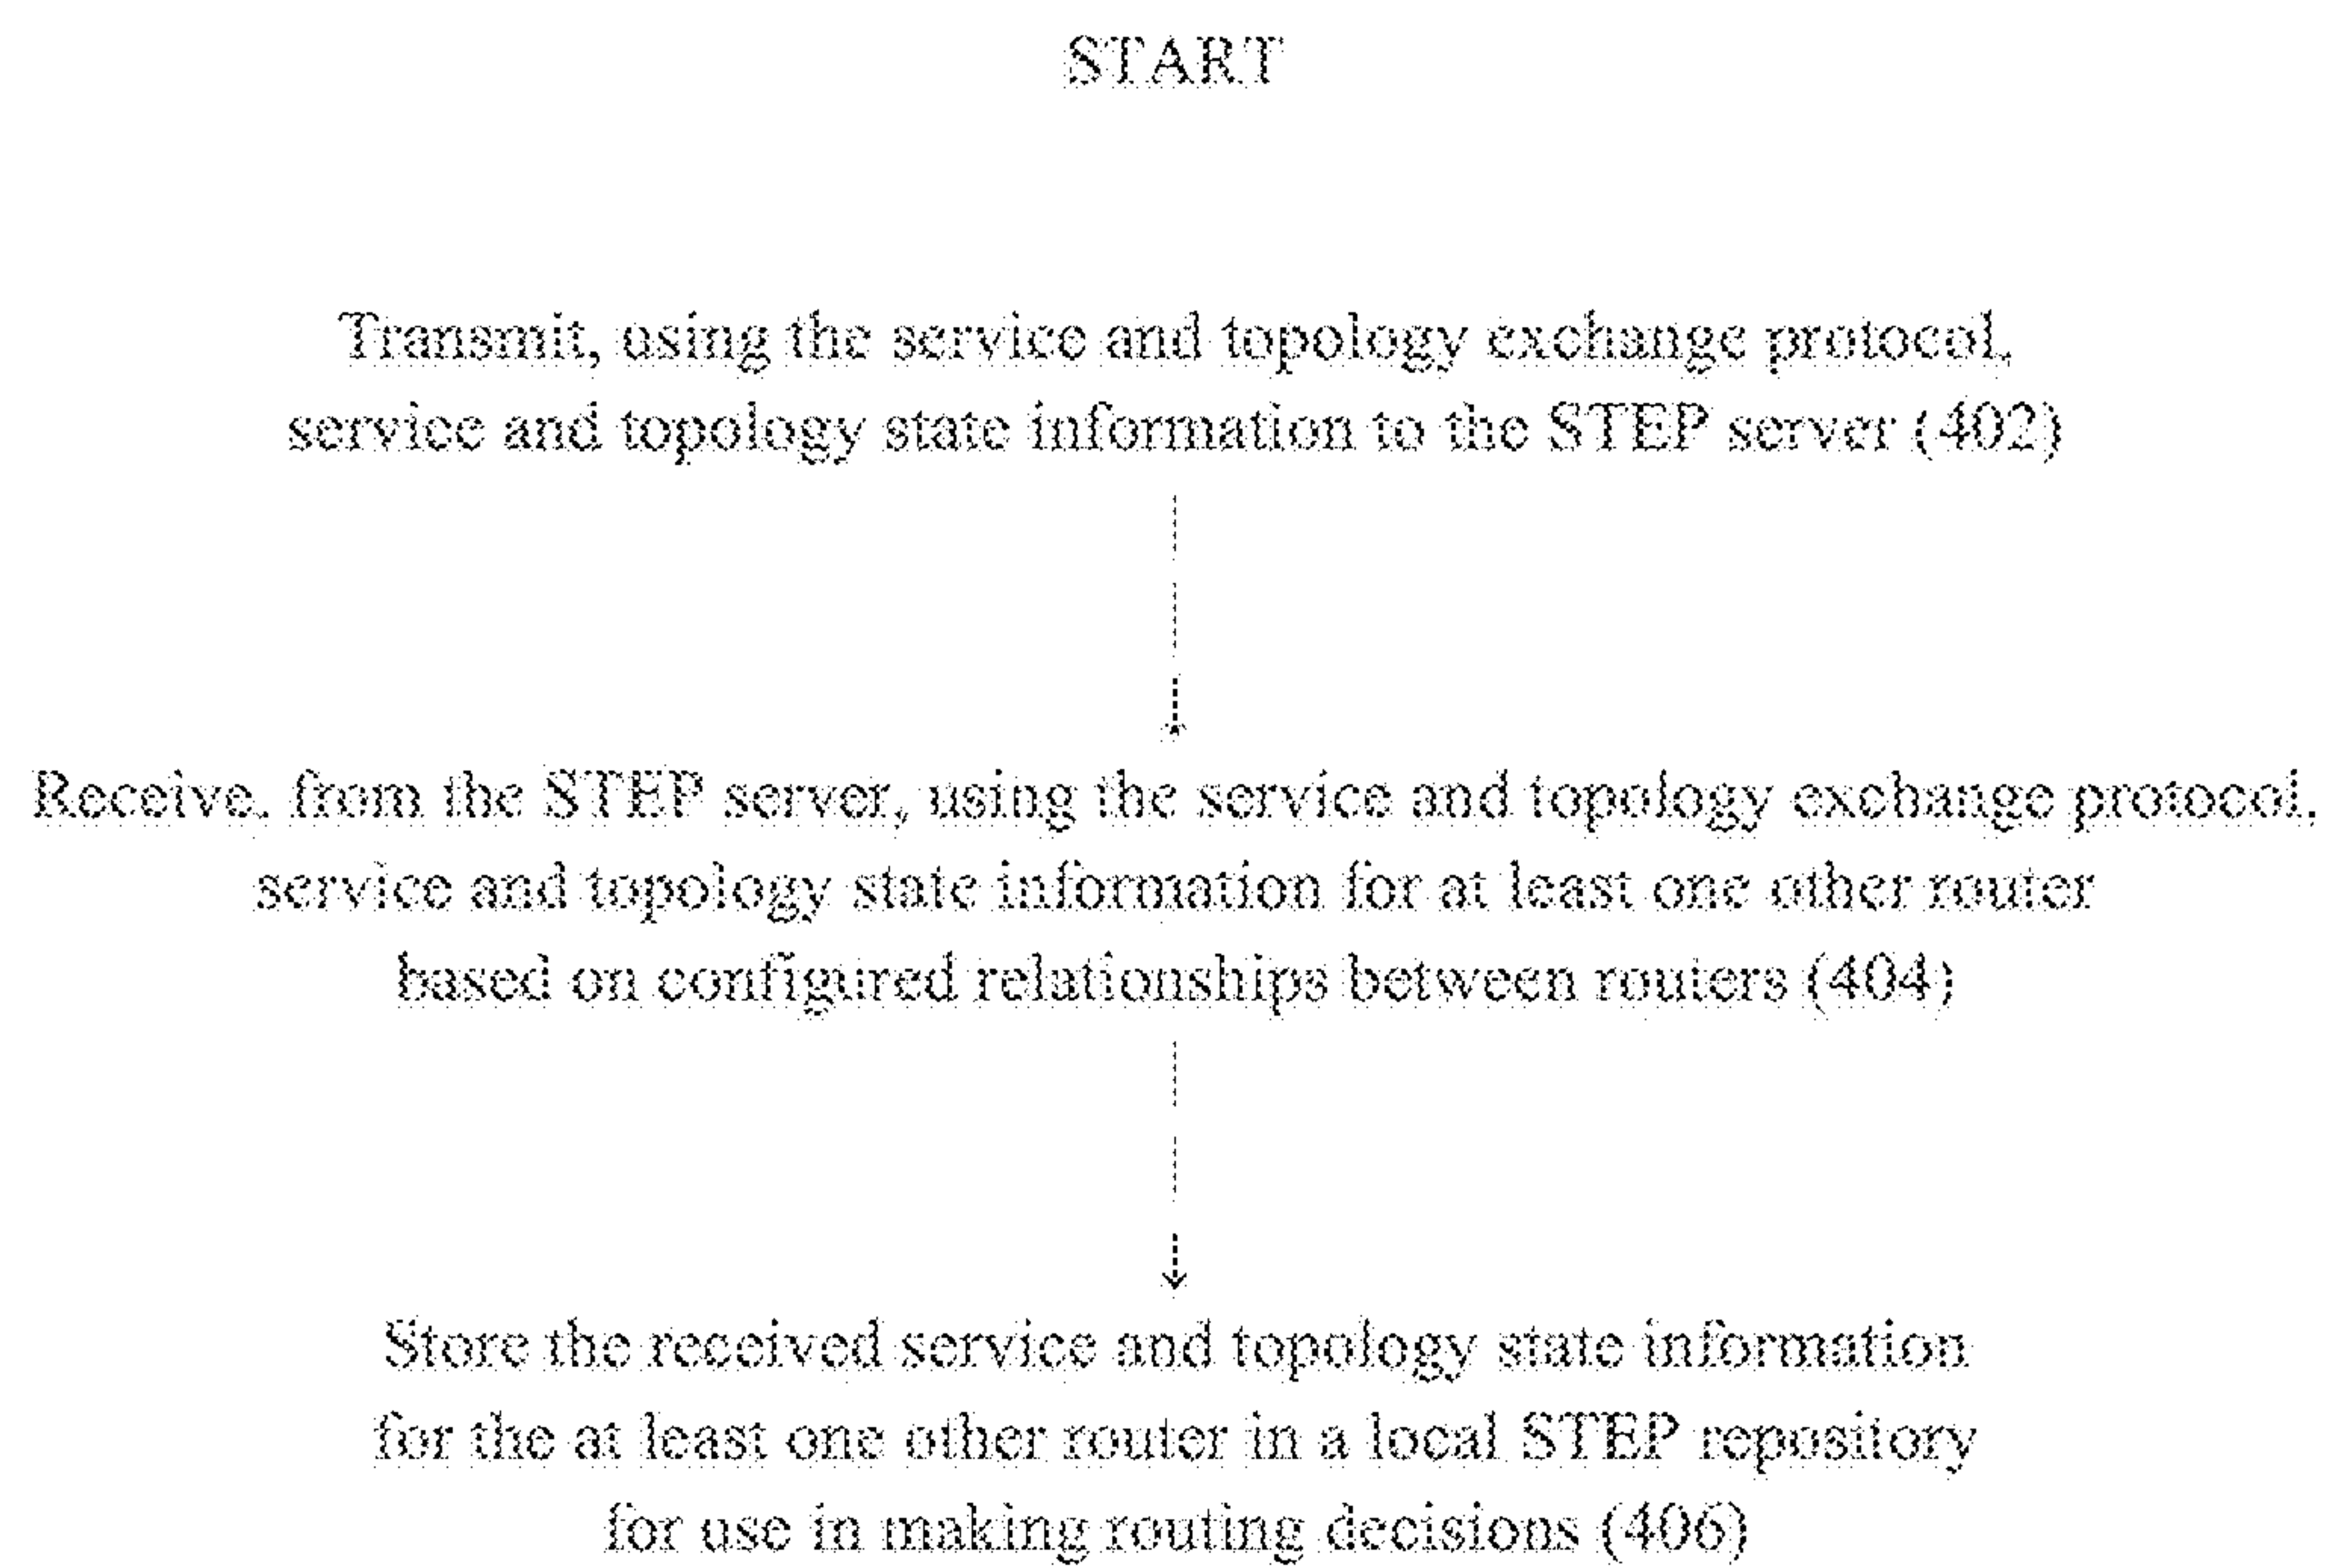 START
Transmit, using the service and topology exchange protocol,
service and topology state information to the STEP server (402)
Receive, from the STEP server, using the service and topology exchange protocol,
service and topology state information for at least one other router
based on configured relationships between routers (404)
Store the received service and topology state information
for the at least one other router in a local STEP repository
for use in making routing decisions (406)